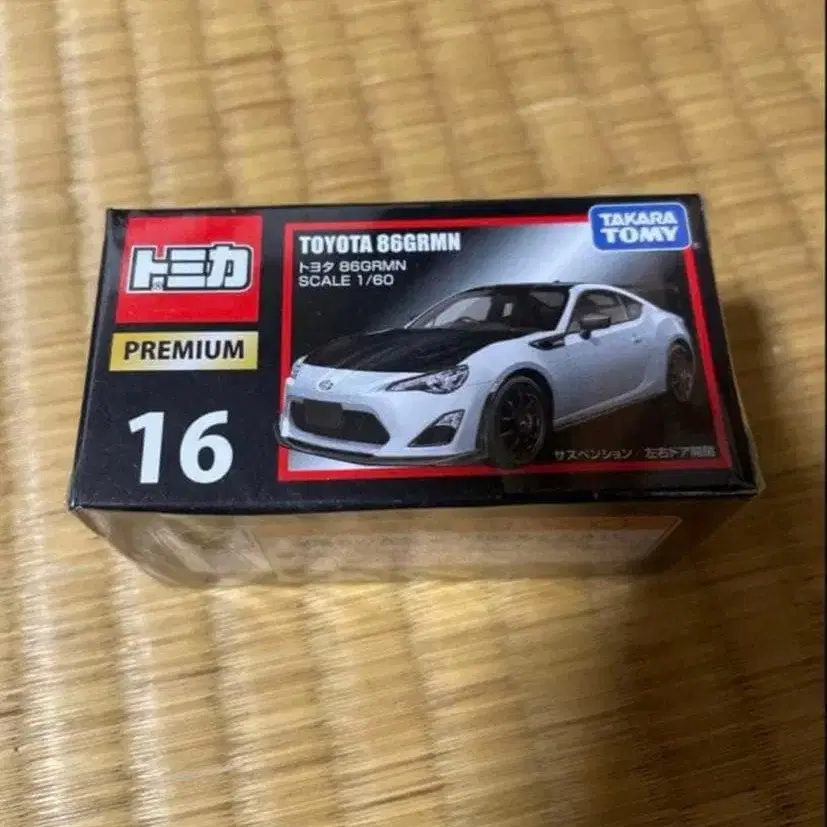 トミカ
PREMIUM
16
TOYOTA 86GRMN
トヨタ 86GRMN
SCALE 1/60
TAKARA
TOMY
サスペンション 左右ドア開閉